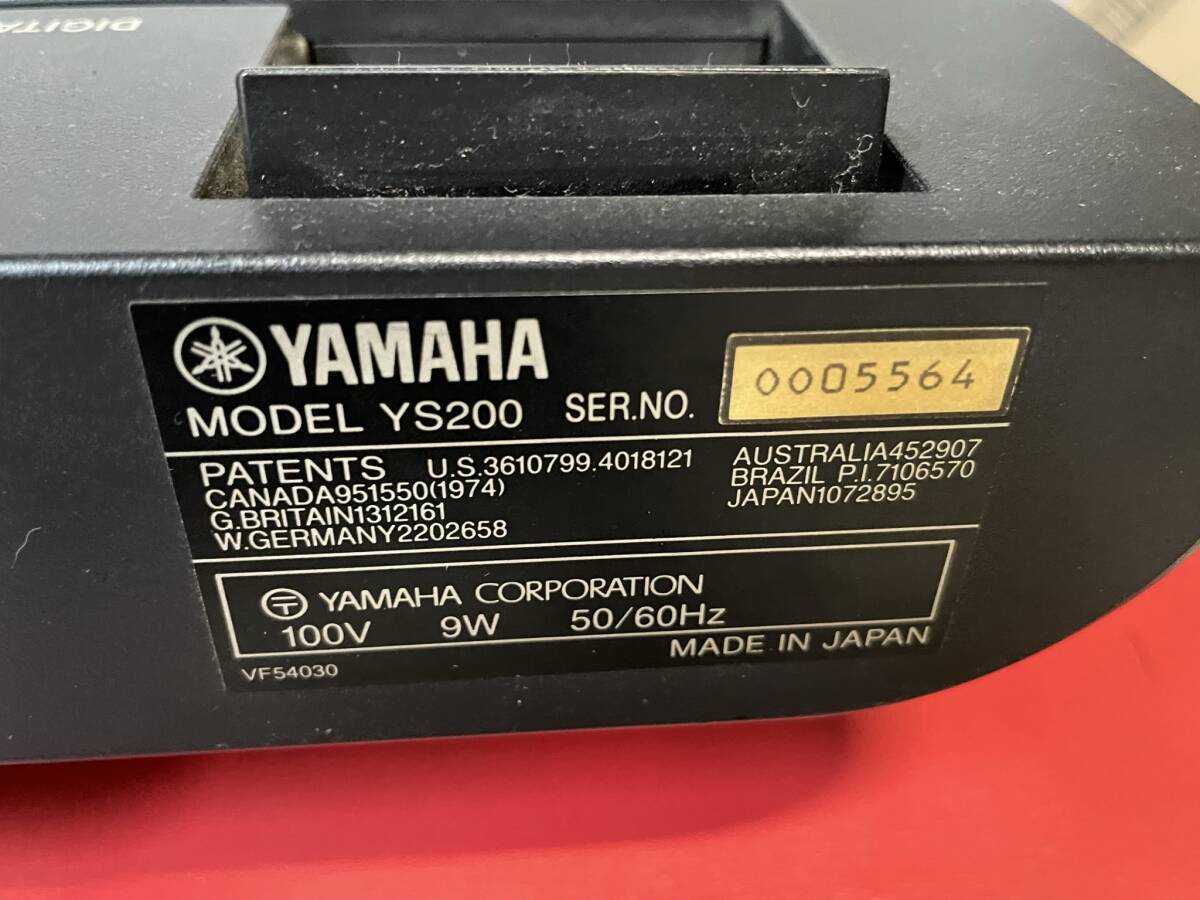 DIGITA
YAMAHA
MODEL YS200 SER.NO. 0005564
PATENTS U.S.3610799.4018121
CANADA951550(1974)
G.BRITAIN1312161
W.GERMANY2202658
AUSTRALIA452907
BRAZIL P.I.7106570
JAPAN1072895
〒 YAMAHA CORPORATION
100V 9W 50/60Hz
MADE IN JAPAN
VF54030